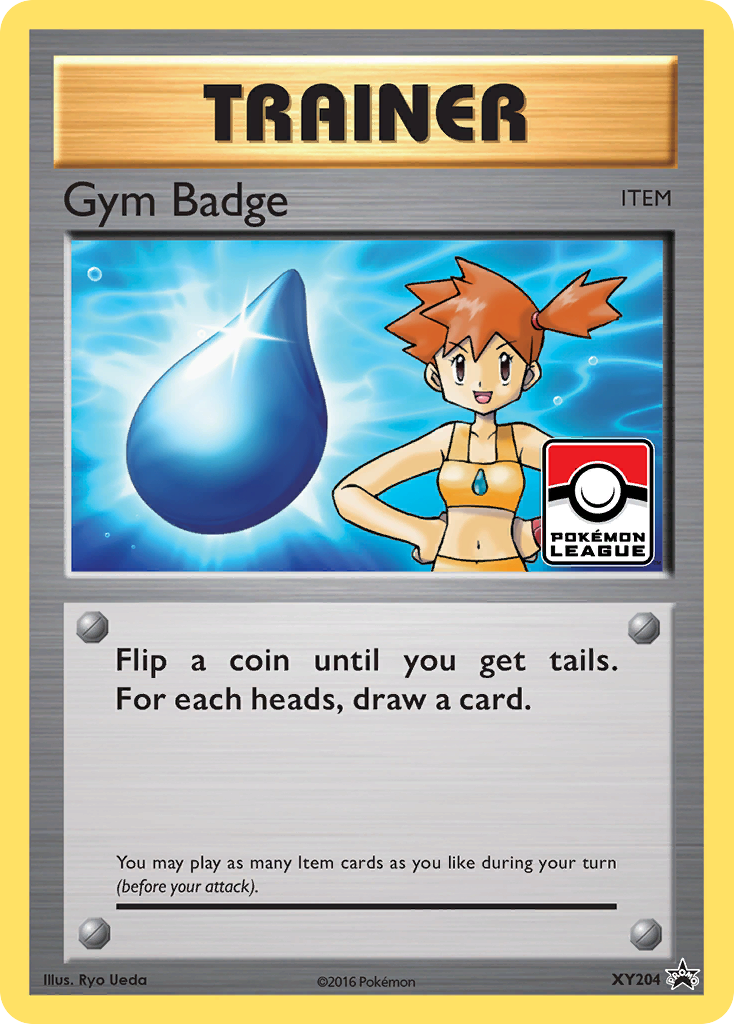 TRAINER
Gym Badge
ITEM
POKÉMON
LEAGUE
Flip a coin until you get tails.
For each heads, draw a card.
You may play as many Item cards as you like during your turn
(before your attack).
Illus. Ryo Ueda
©2016 Pokémon
XY204
PROMO